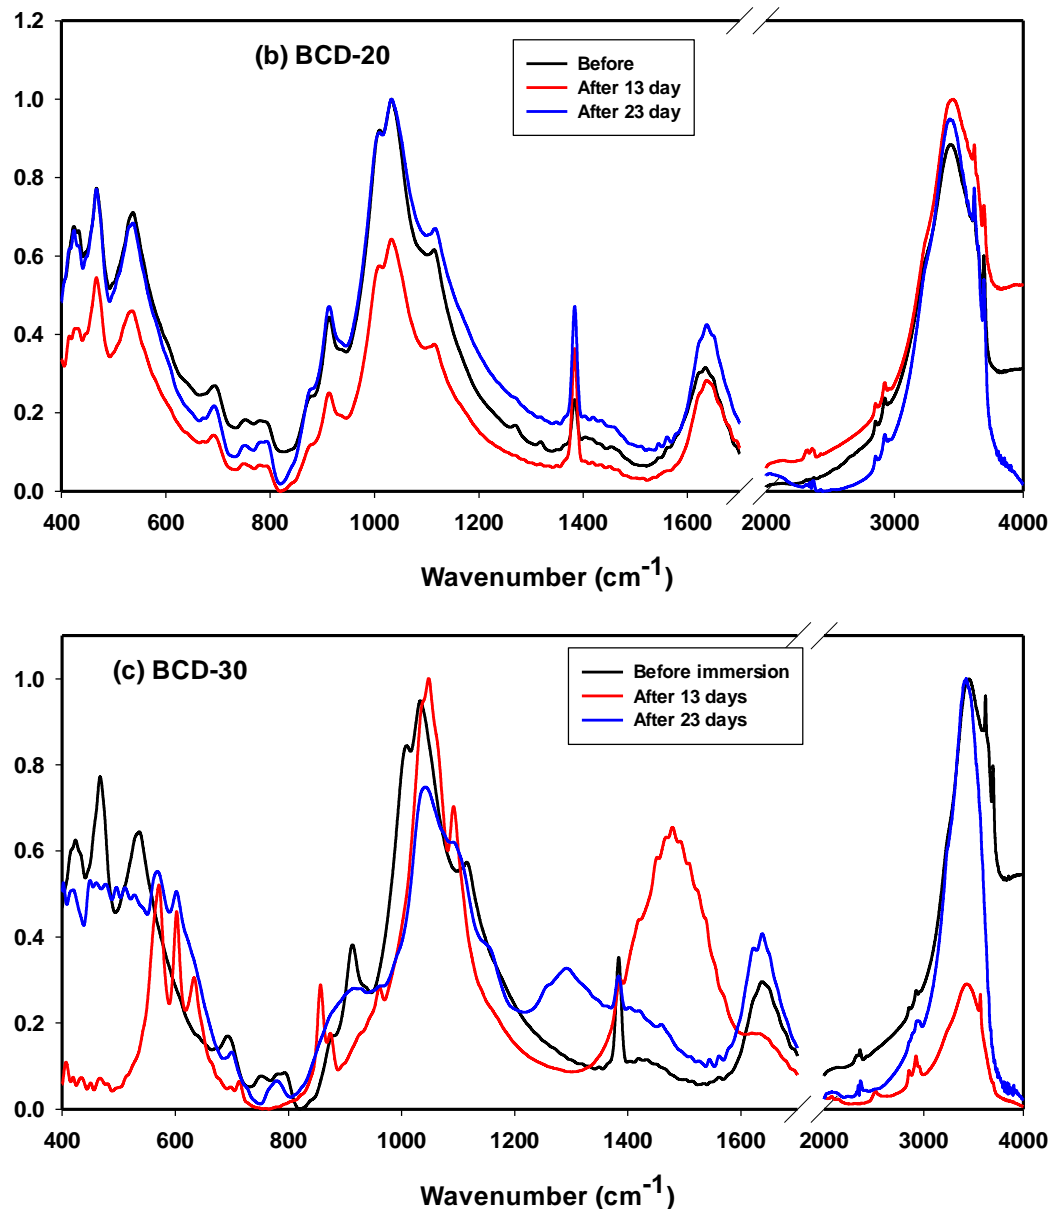 1.2
(b) BCD-20
Before
After 13 day
After 23 day
1.0
0.8
0.6
0.4
0.2
0.0
400 600 800 1000 1200 1400 1600 2000 3000 4000
Wavenumber (cm-1)
(c) BCD-30
Before immersion
After 13 days
After 23 days
1.0
0.8
0.6
0.4
0.2
0.0
400 600 800 1000 1200 1400 1600 2000 3000 4000
Wavenumber (cm-1)